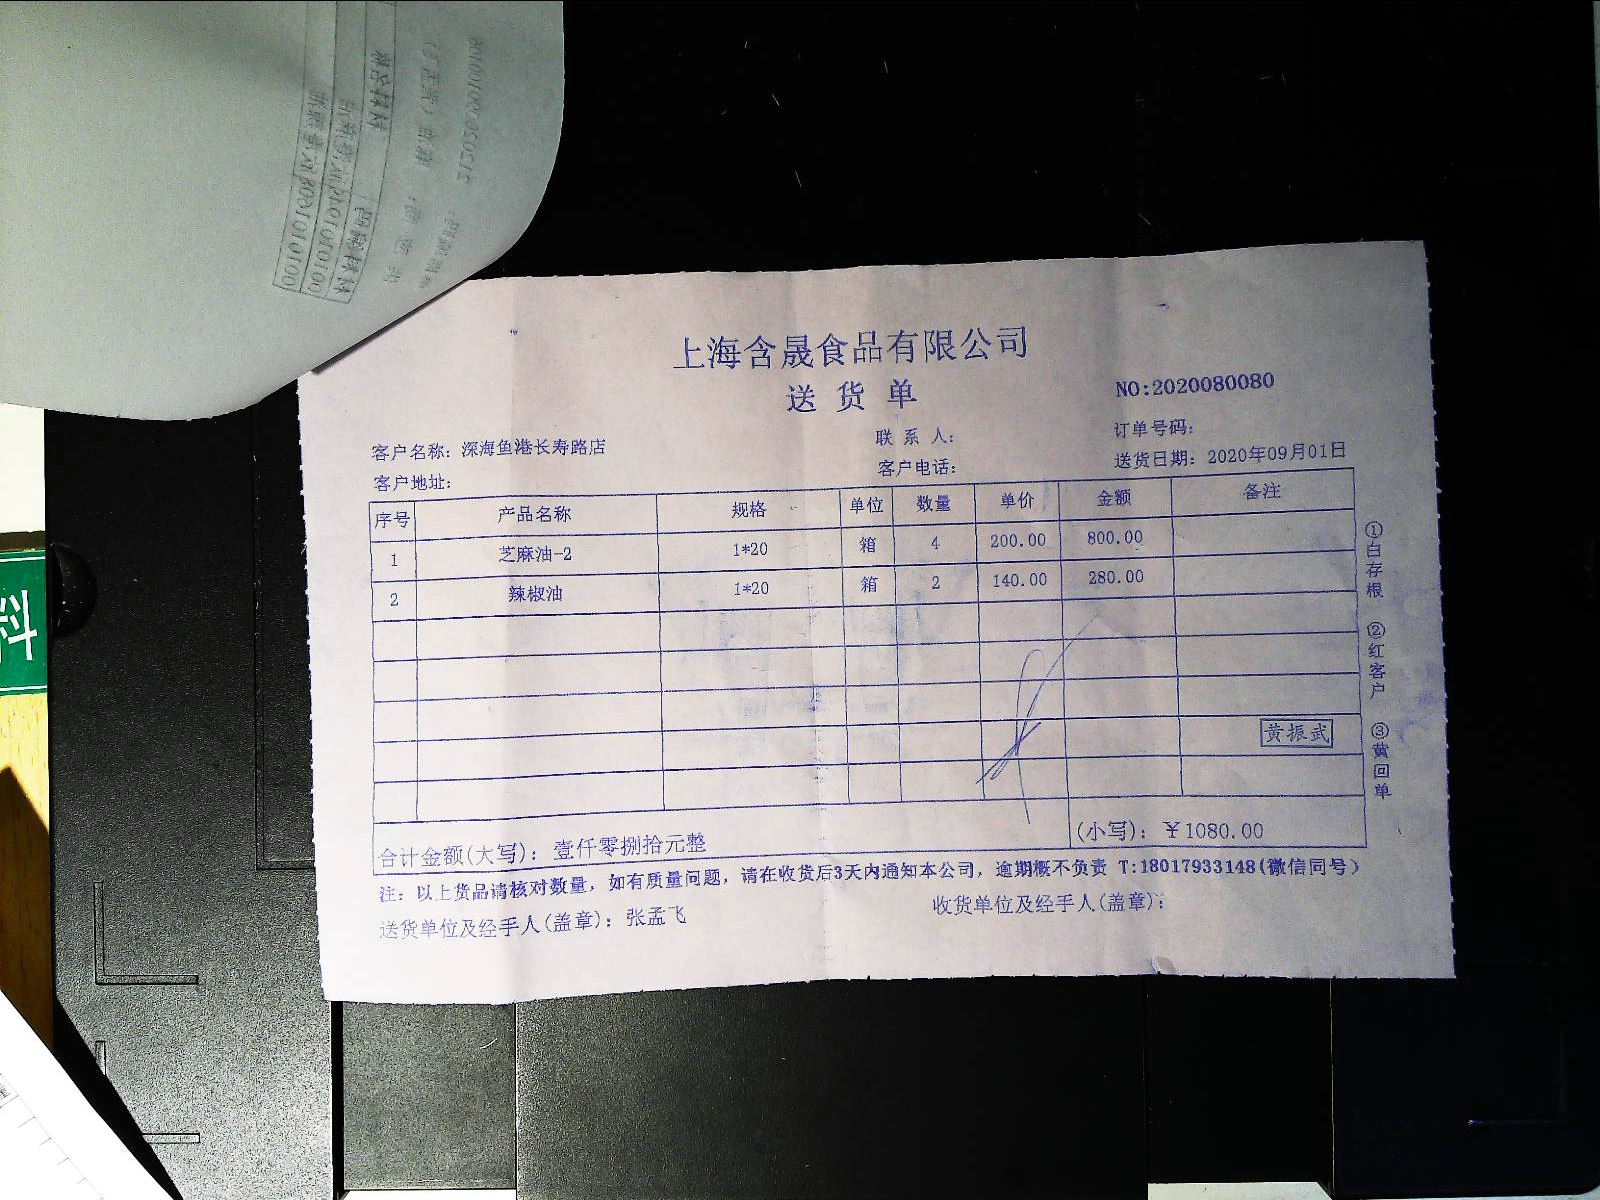 上海含晟食品有限公司
送 货 单
NO:2020080080
客户名称: 深海鱼港长寿路店 联 系 人: 订单号码:
客户地址: 客户电话: 送货日期: 2020年09月01日
序号 产品名称 规格 单位 数量 单价 金额 备注
1 芝麻油-2 1*20 箱 4 200.00 800.00
2 辣椒油 1*20 箱 2 140.00 280.00
黄振武
合计金额(大写): 壹仟零捌拾元整 (小写): ￥1080.00
注: 以上货品请核对数量, 如有质量问题, 请在收货后3天内通知本公司, 逾期概不负责 T:18017933148(微信同号)
送货单位及经手人(盖章): 张孟飞 收货单位及经手人(盖章):
①白存根 ②红客户 ③黄回单
料